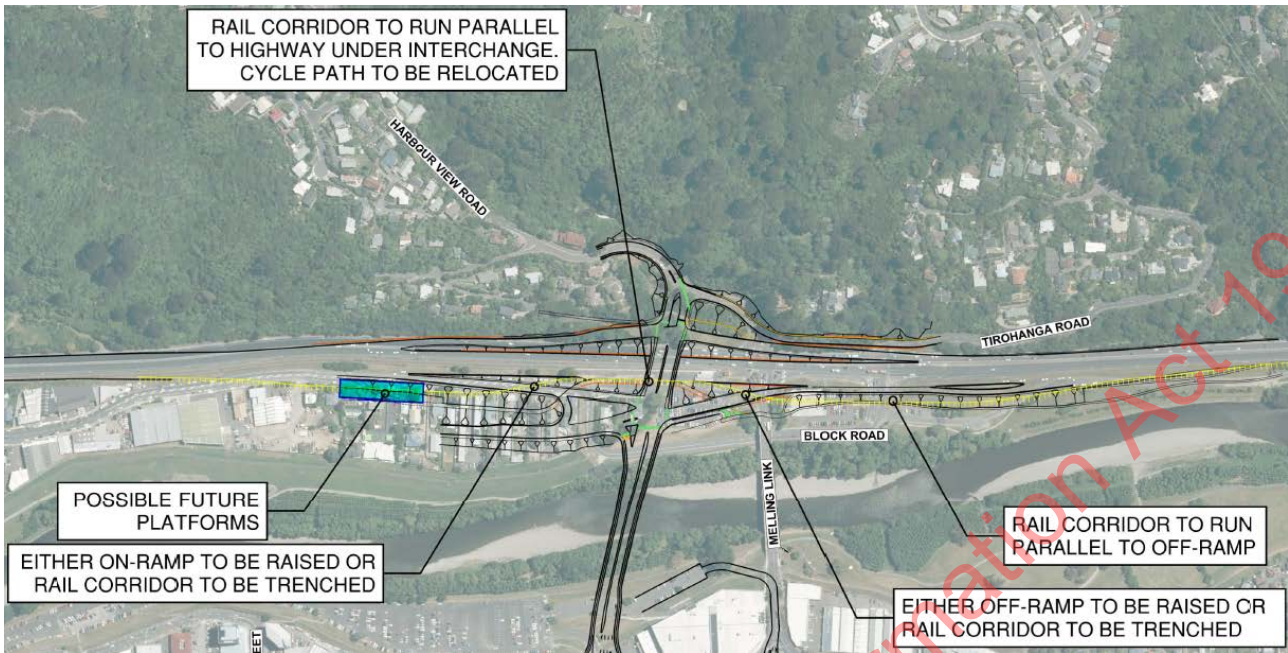 RAIL CORRIDOR TO RUN PARALLEL
TO HIGHWAY UNDER INTERCHANGE.
CYCLE PATH TO BE RELOCATED
HARBOUR VIEW ROAD
TIROHANGA ROAD
BLOCK ROAD
MELLING LINK
POSSIBLE FUTURE
PLATFORMS
EITHER ON-RAMP TO BE RAISED OR
RAIL CORRIDOR TO BE TRENCHED
RAIL CORRIDOR TO RUN
PARALLEL TO OFF-RAMP
EITHER OFF-RAMP TO BE RAISED OR
RAIL CORRIDOR TO BE TRENCHED
Act